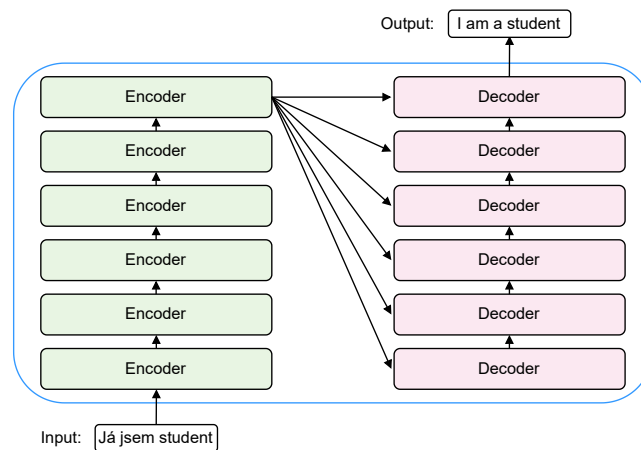 Output: I am a student
Encoder
Encoder
Encoder
Encoder
Encoder
Encoder
Decoder
Decoder
Decoder
Decoder
Decoder
Decoder
Input: Já jsem student